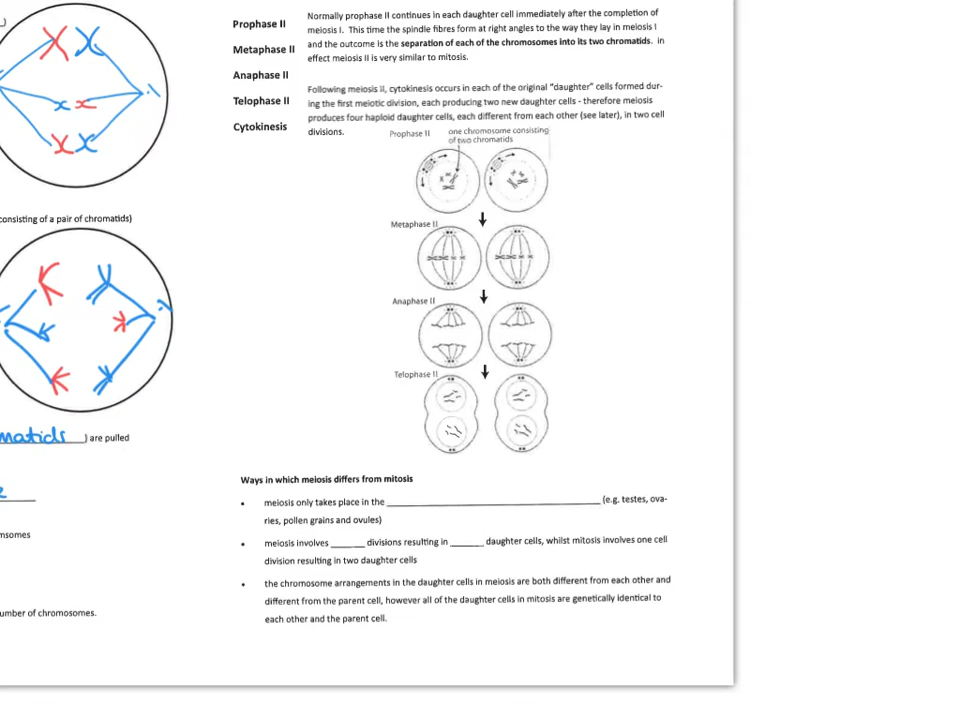 consisting of a pair of chromatids)
matids ) are pulled
umber of chromosomes.
Prophase II
Metaphase II
Anaphase II
Telophase II
Cytokinesis
Normally prophase II continues in each daughter cell immediately after the completion of
meiosis I. This time the spindle fibres form at right angles to the way they lay in meiosis I
and the outcome is the separation of each of the chromosomes into its two chromatids. In
effect meiosis II is very similar to mitosis.
Following meiosis II, cytokinesis occurs in each of the original "daughter" cells formed dur-
ing the first meiotic division, each producing two new daughter cells - therefore meiosis
produces four haploid daughter cells, each different from each other (see later), in two cell
divisions.
Prophase II
one chromosome consisting
of two chromatids
Metaphase II
Anaphase II
Telophase II
Ways in which meiosis differs from mitosis
• meiosis only takes place in the ____ (e.g. testes, ova-
ries, pollen grains and ovules)
• meiosis involves ____ divisions resulting in ____ daughter cells, whilst mitosis involves one cell
division resulting in two daughter cells
• the chromosome arrangements in the daughter cells in meiosis are both different from each other and
different from the parent cell, however all of the daughter cells in mitosis are genetically identical to
each other and the parent cell.